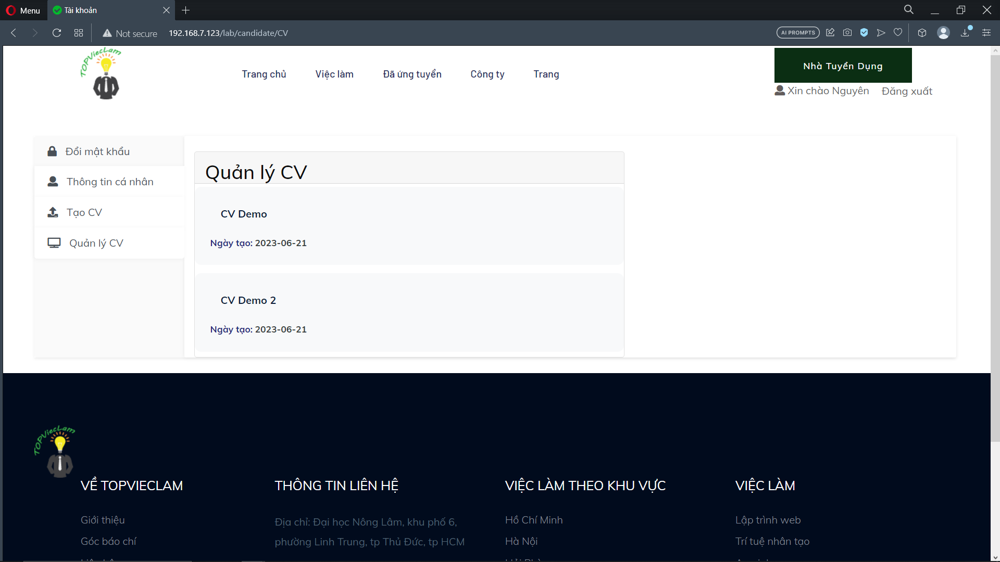 Menu
Tài khoản
Not secure
192.168.7.123/lab/candidate/CV
AI PROMPTS
TOPViecLam
Trang chủ
Việc làm
Đã ứng tuyển
Công ty
Trang
Nhà Tuyển Dụng
Xin chào Nguyên
Đăng xuất
Đổi mật khẩu
Thông tin cá nhân
Tạo CV
Quản lý CV
Quản lý CV
CV Demo
Ngày tạo: 2023-06-21
CV Demo 2
Ngày tạo: 2023-06-21
TOPViecLam
VỀ TOPVIECLAM
Giới thiệu
Góc báo chí
THÔNG TIN LIÊN HỆ
Địa chỉ: Đại học Nông Lâm, khu phố 6,
phường Linh Trung, tp Thủ Đức, tp HCM
VIỆC LÀM THEO KHU VỰC
Hồ Chí Minh
Hà Nội
VIỆC LÀM
Lập trình web
Trí tuệ nhân tạo